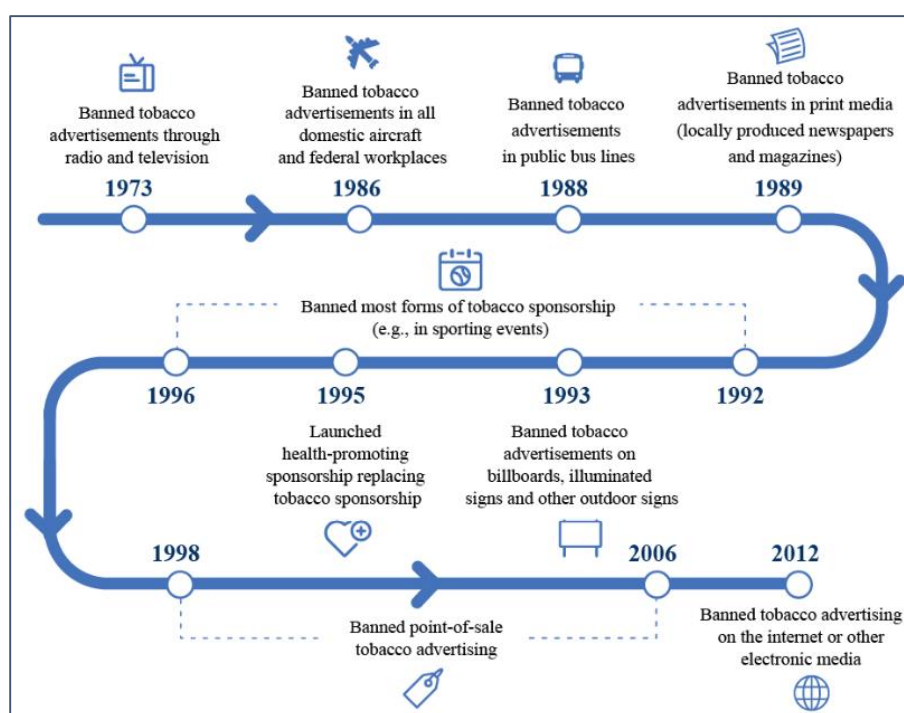 Banned tobacco
advertisements through
radio and television
1973
Banned tobacco
advertisements in all
domestic aircraft
and federal workplaces
1986
Banned tobacco
advertisements
in public bus lines
1988
Banned tobacco
advertisements in print media
(locally produced newspapers
and magazines)
1989
Banned most forms of tobacco sponsorship
(e.g., in sporting events)
1996
1995
1993
1992
Launched
health-promoting
sponsorship replacing
tobacco sponsorship
Banned tobacco
advertisements on
billboards, illuminated
signs and other outdoor signs
1998
2006
2012
Banned point-of-sale
tobacco advertising
Banned tobacco advertising
on the internet or other
electronic media